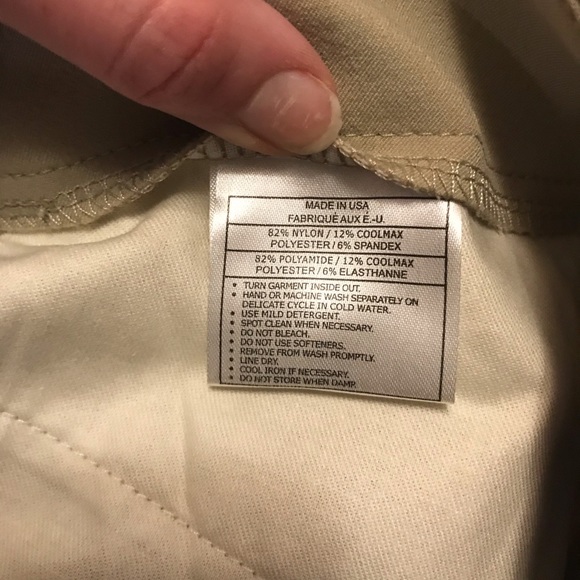 MADE IN USA
FABRIQUÉ AUX É.-U.
82% NYLON / 12% COOLMAX
POLYESTER / 6% SPANDEX
82% POLYAMIDE / 12% COOLMAX
POLYESTER / 6% ELASTHANNE
• TURN GARMENT INSIDE OUT.
• HAND OR MACHINE WASH SEPARATELY ON
DELICATE CYCLE IN COLD WATER.
• USE MILD DETERGENT.
• SPOT CLEAN WHEN NECESSARY.
• DO NOT BLEACH.
• DO NOT USE SOFTENERS.
• REMOVE FROM WASH PROMPTLY.
• LINE DRY.
• COOL IRON IF NECESSARY.
• DO NOT STORE WHEN DAMP.